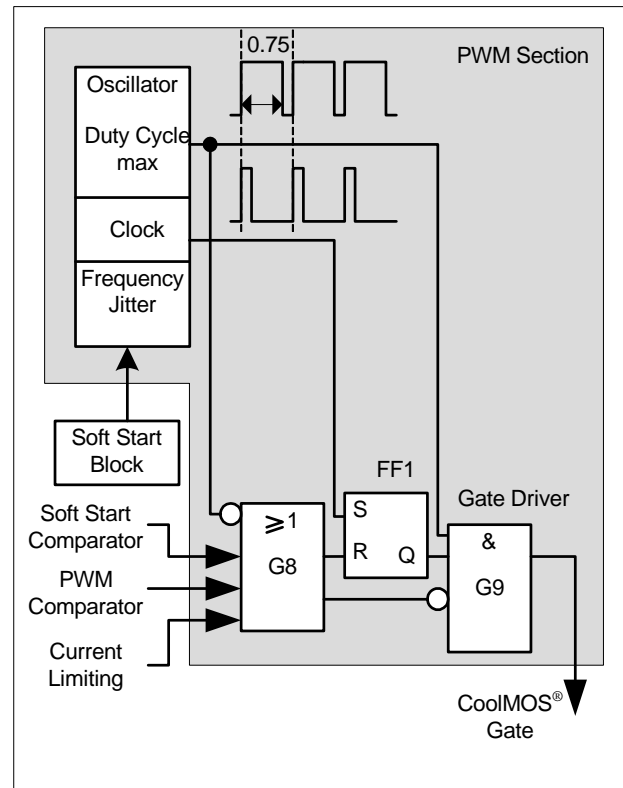 0.75
PWM Section
Oscillator
Duty Cycle
max
Clock
Frequency
Jitter
Soft Start
Block
FF1
Soft Start
Comparator
PWM
Comparator
Current
Limiting
≥1
G8
S
R
Q
Gate Driver
&
G9
CoolMOS®
Gate